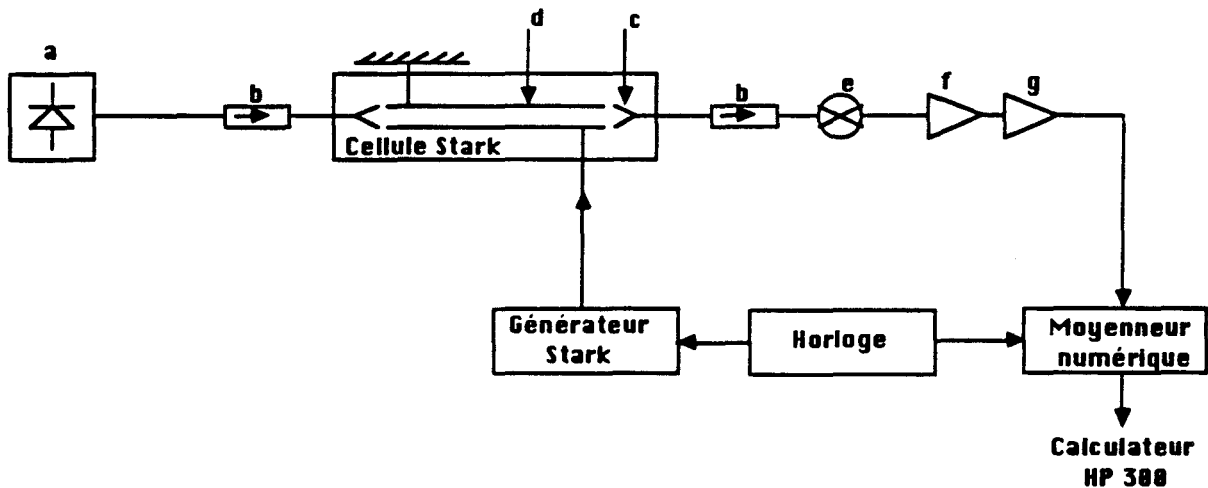 a
b
d
c
b
e
f
g
Cellule Stark
Générateur
Stark
Horloge
Moyenneur
numérique
Calculateur
HP 300